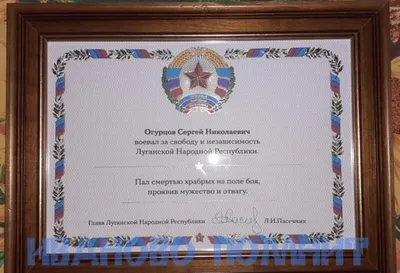 Огурцов Сергей Николаевич
воевал за свободу и независимость
Луганской Народной Республики.
Пал смертью храбрых на поле боя,
проявив мужество и отвагу.
Глава Луганской Народной Республики Л.И.Пасечник
ИВАНОВО ПОМНИТ